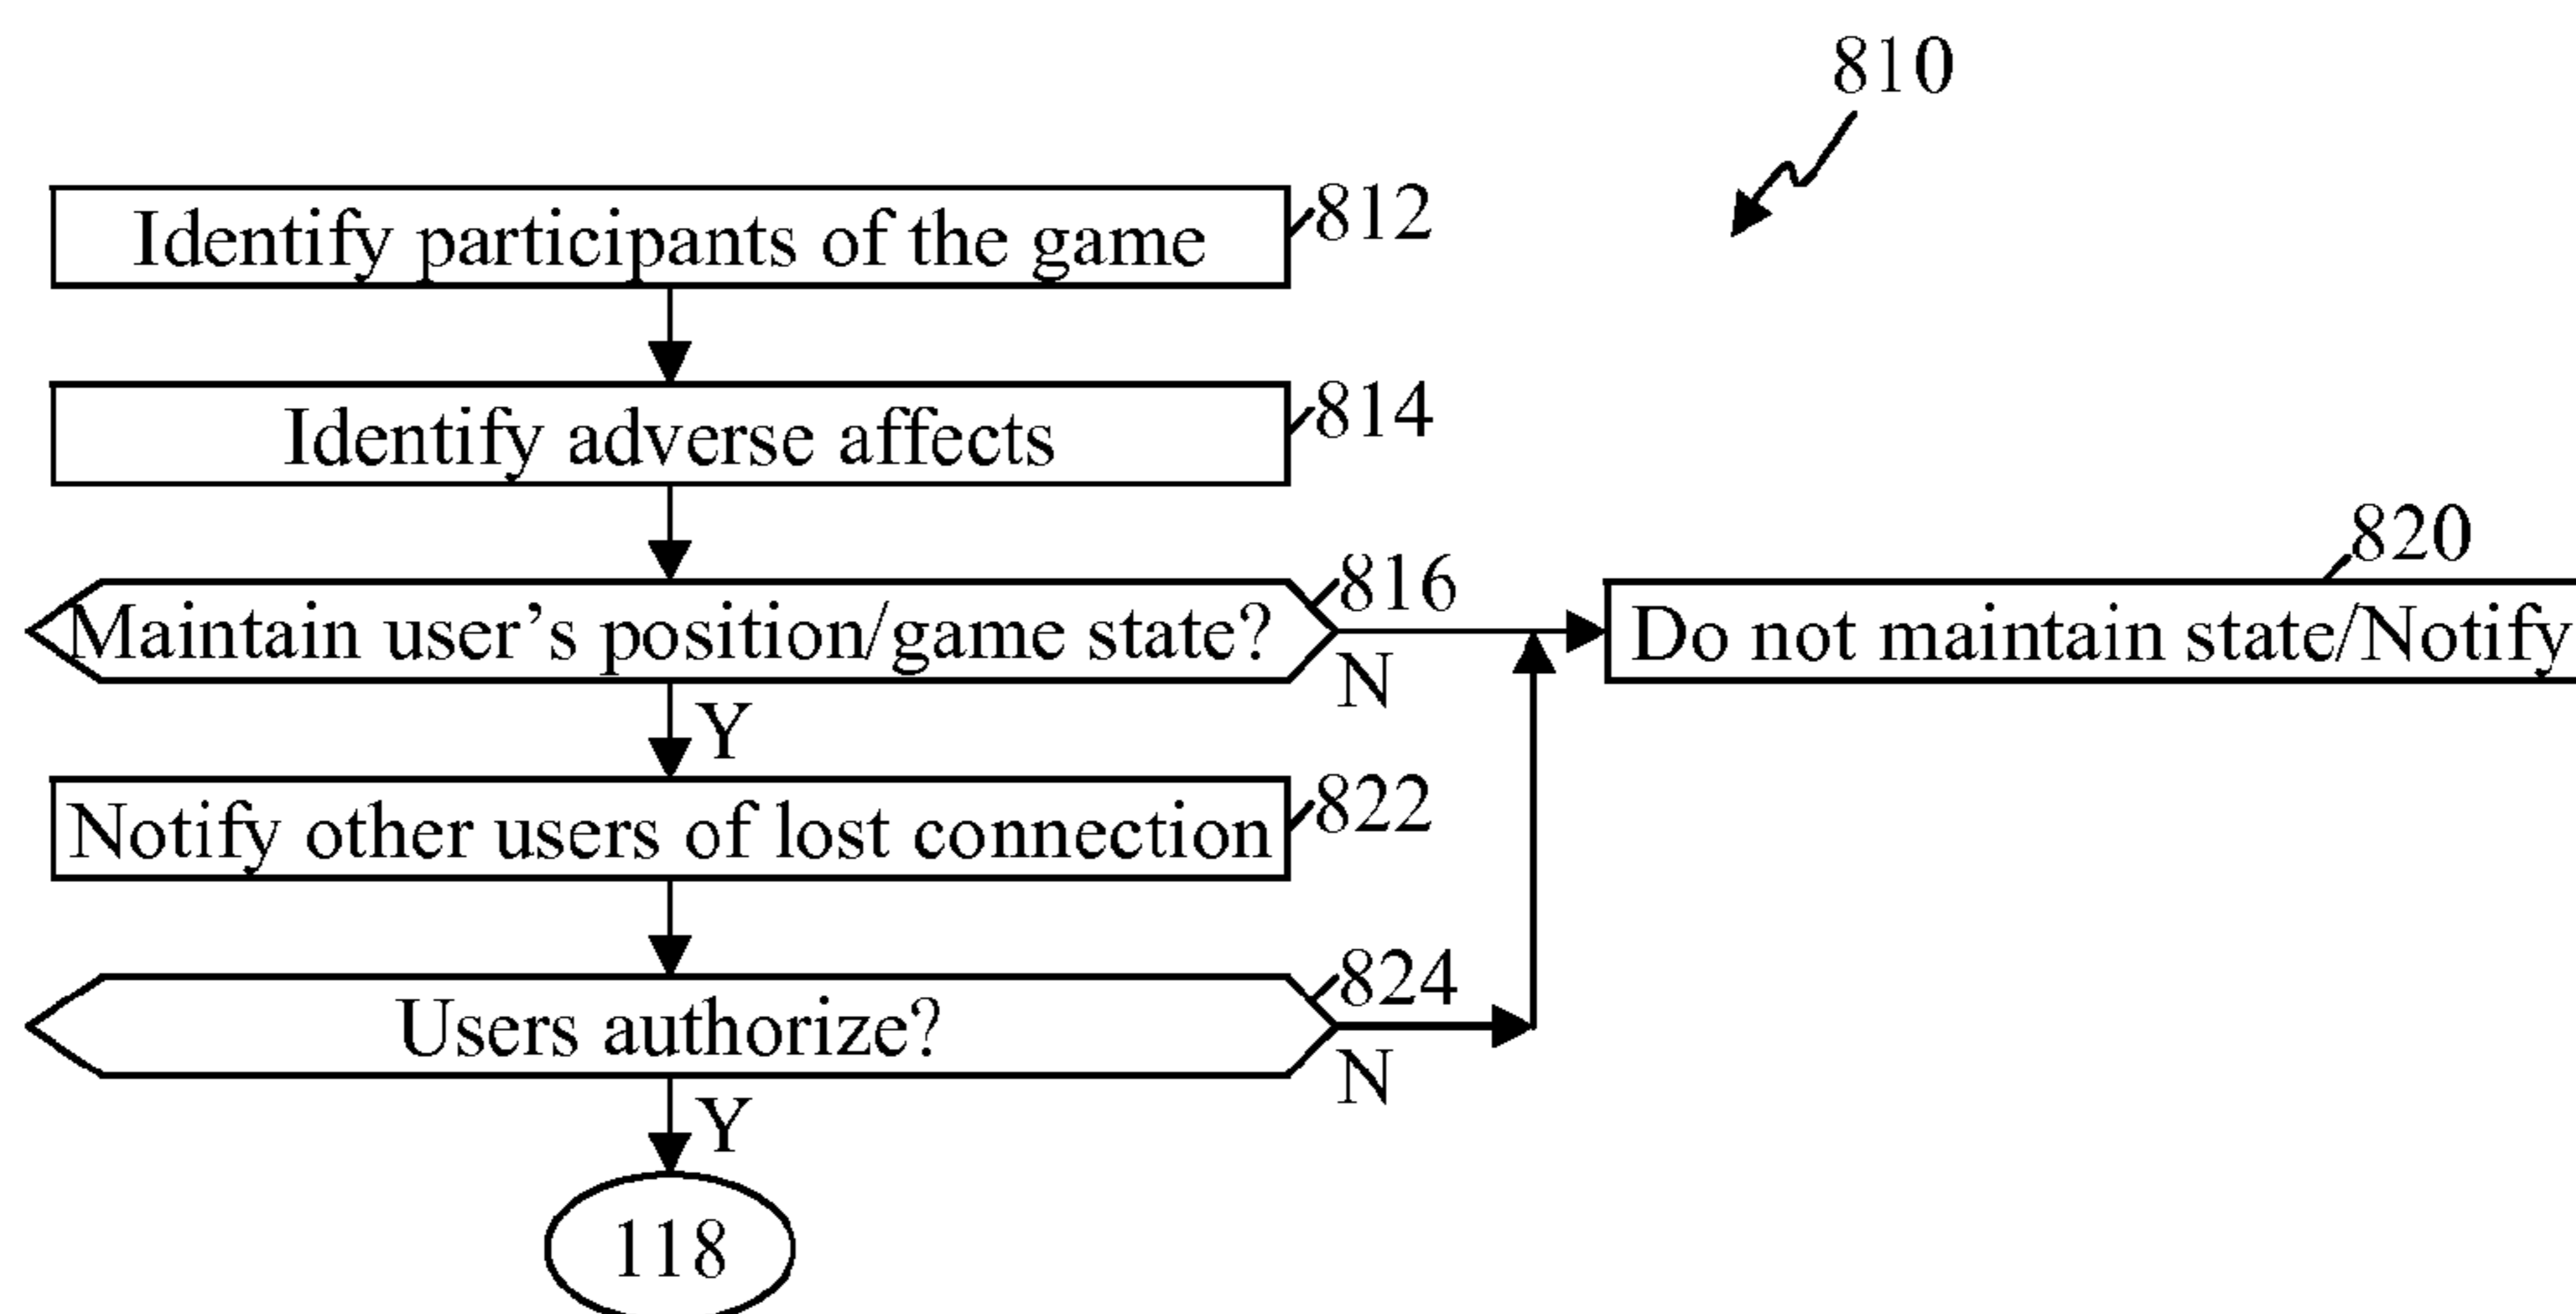 810
Identify participants of the game
812
Identify adverse affects
814
Maintain user’s position/game state?
816
N
Do not maintain state/Notify
820
Y
Notify other users of lost connection
822
Users authorize?
824
N
Y
118